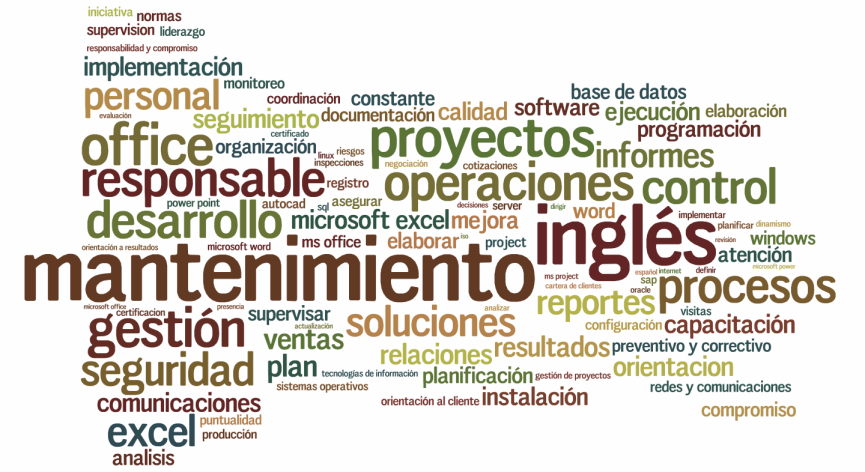 iniciativa
normas
supervision
liderazgo
responsabilidad y compromiso
implementación
monitoreo
personal
coordinación
constante
base de datos
evaluación
seguimiento
documentación
calidad
software
ejecución
elaboración
certificado
programación
office
organización
linux
riesgos
proyectos
informes
inspecciones
negociación
cotizaciones
responsable
registro
operaciones
control
power point
autocad
sql
asegurar
decisiones
server
dirigir
word
implementar
desarrollo
microsoft excel
mejora
inglés
planificar
dinamismo
orientación a resultados
microsoft word
ms office
elaborar
iso
project
revisión
windows
atención
mantenimiento
ms project
español
internet
definir
microsoft power
cartera de clientes
sap
oracle
procesos
microsoft office
certificacion
presencia
supervisar
analizar
reportes
visitas
gestión
actualización
soluciones
configuración
capacitación
ventas
relaciones
resultados
preventivo y correctivo
seguridad
plan
tecnologías de información
planificación
gestión de proyectos
orientacion
sistemas operativos
redes y comunicaciones
comunicaciones
orientación al cliente
instalación
compromiso
excel
puntualidad
producción
analisis